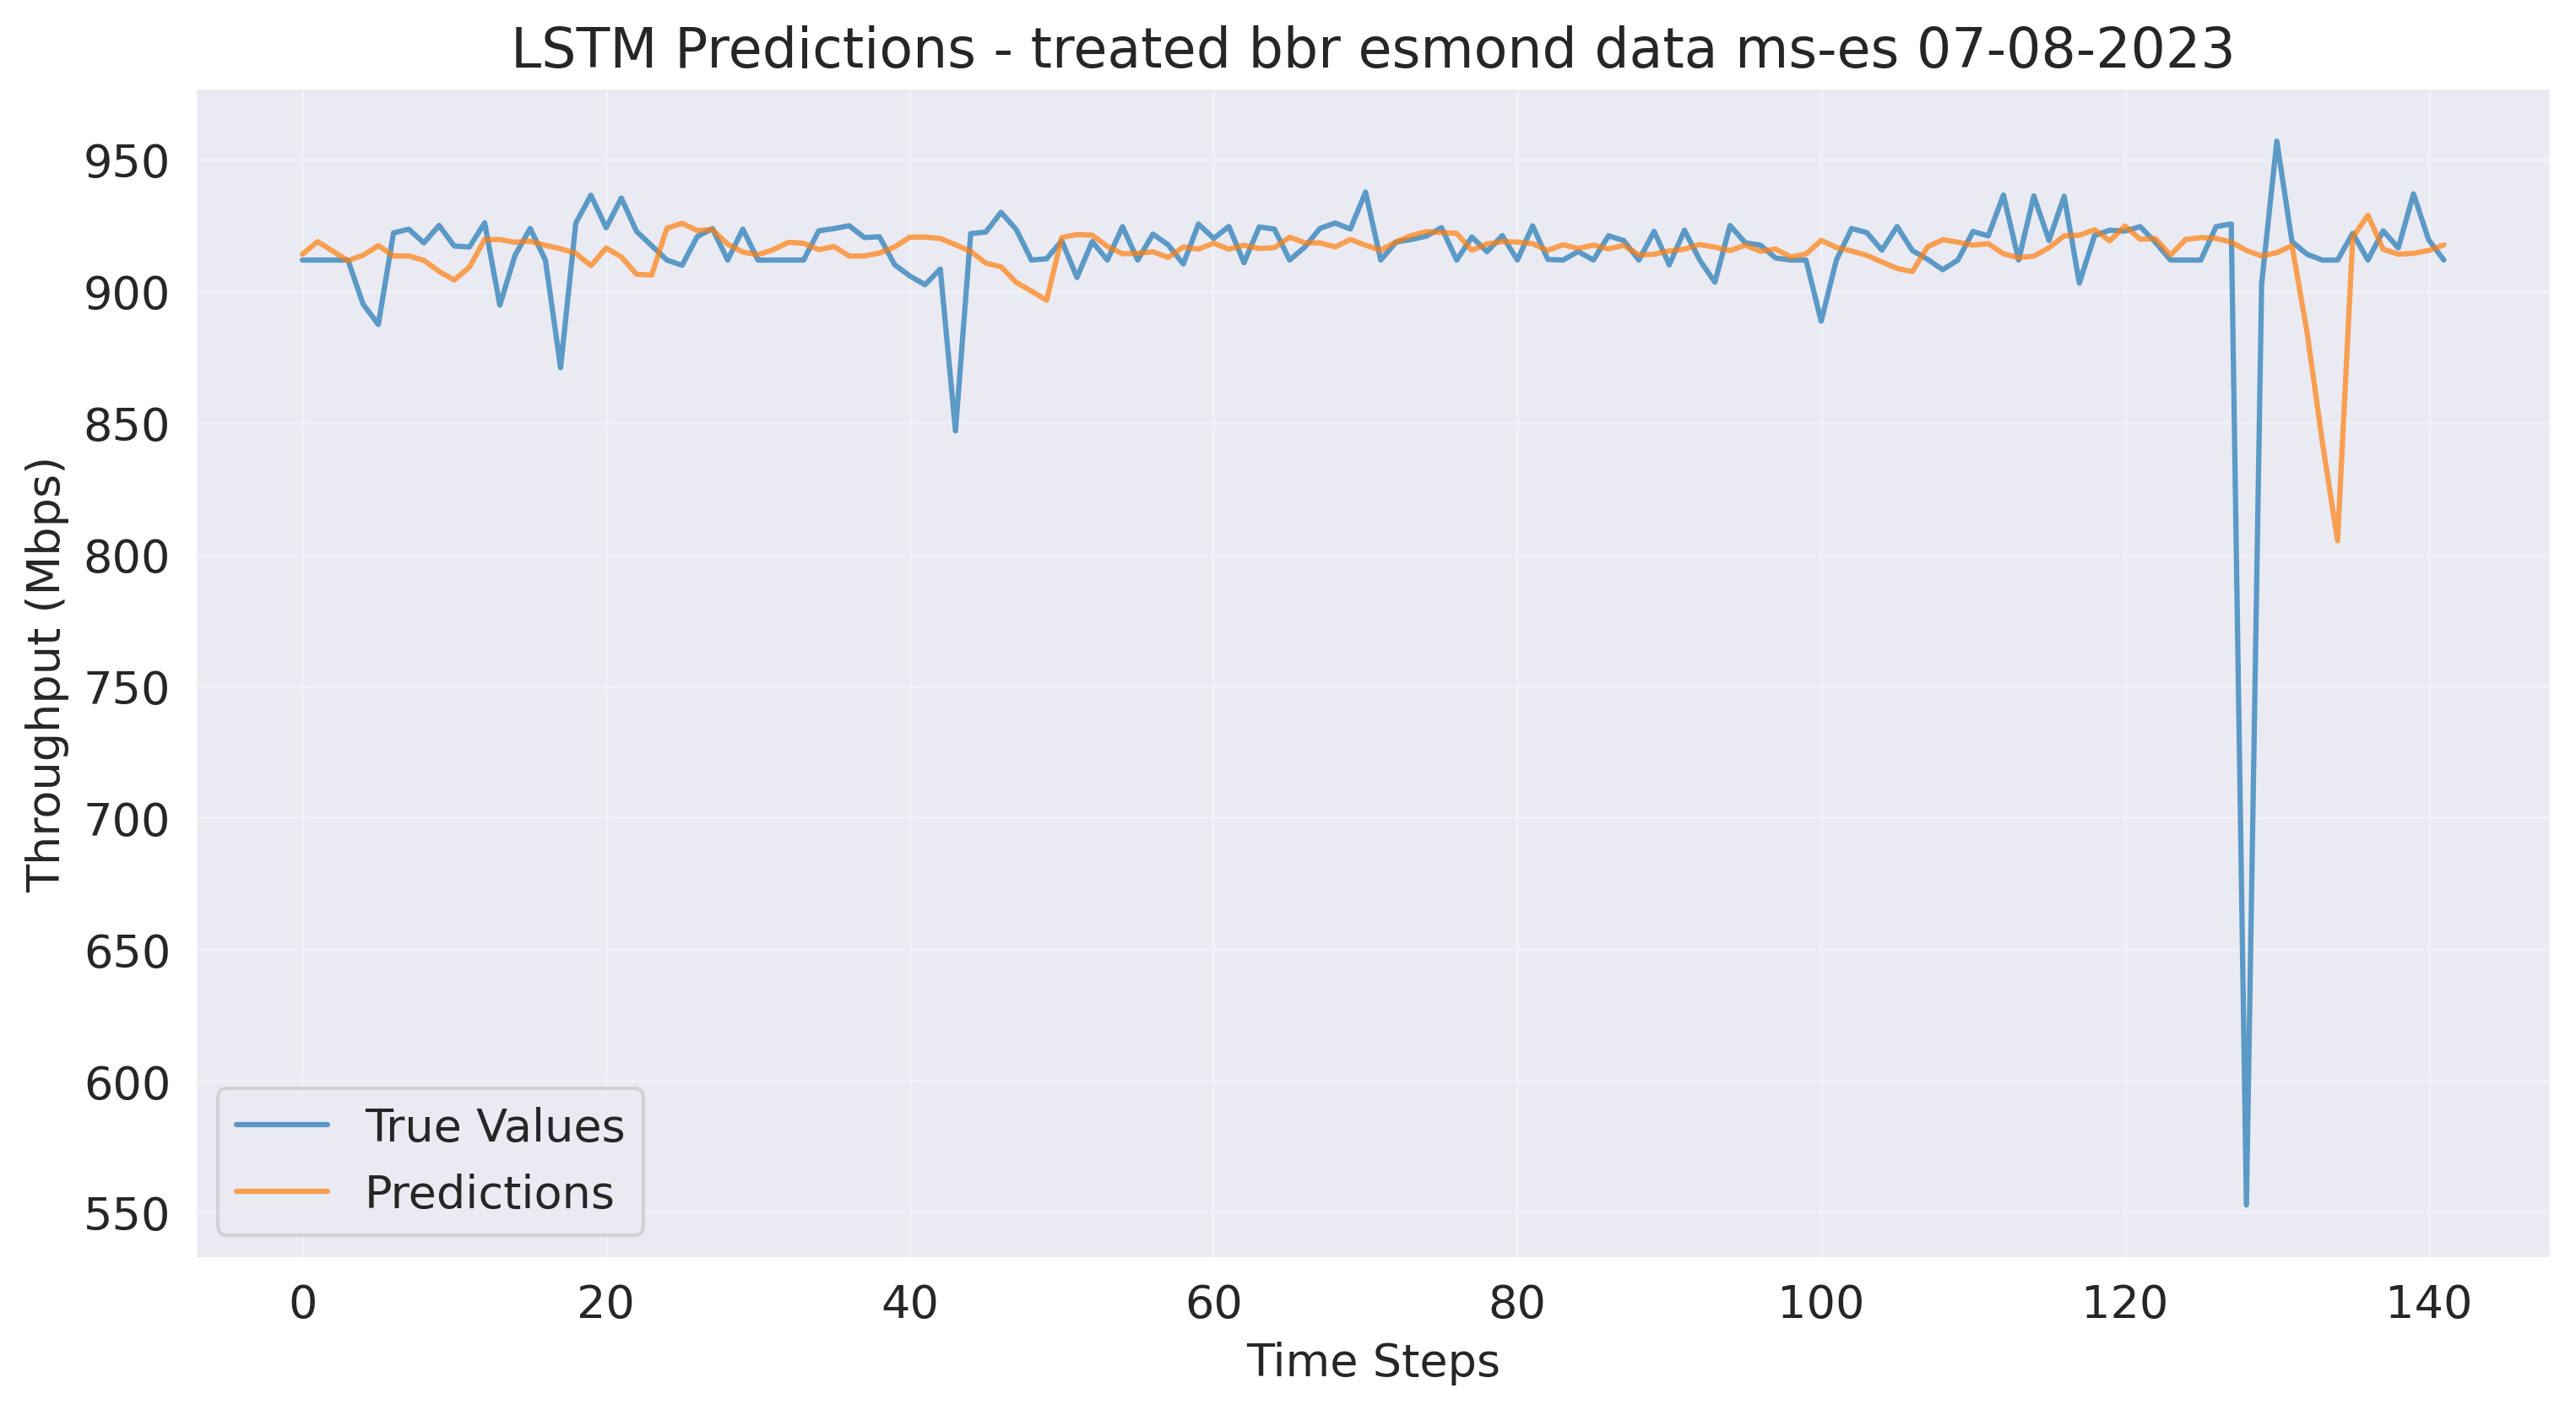 LSTM Predictions - treated bbr esmond data ms-es 07-08-2023
Throughput (Mbps)
950
900
850
800
750
700
650
600
550
True Values
Predictions
0 20 40 60 80 100 120 140
Time Steps